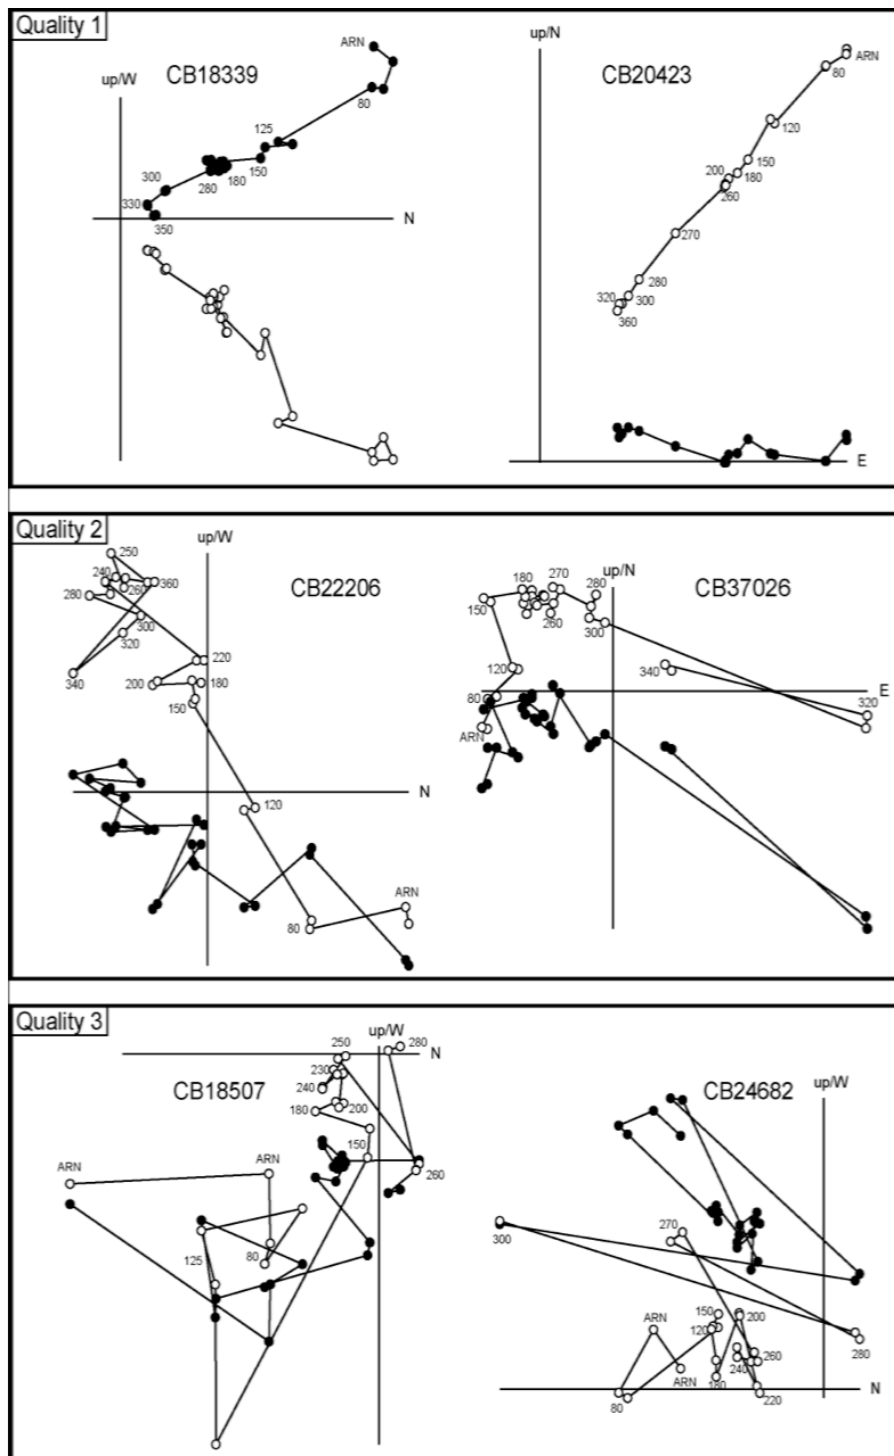 Quality 1
up/W
CB18339
ARN
80
125
150
180
280
300
330
350
N
up/N
CB20423
ARN
80
120
150
180
200
260
270
280
300
320
360
E
Quality 2
up/W
CB22206
250
240
260
360
280
300
320
340
220
200
180
150
120
N
ARN
80
up/N
CB37026
180
270
280
150
260
300
120
340
80
E
320
ARN
Quality 3
up/W
250
280
N
230
CB18507
240
180
200
150
260
ARN
ARN
125
80
up/W
CB24682
270
300
150
200
ARN
120
280
260
240
ARN
180
N
80
220